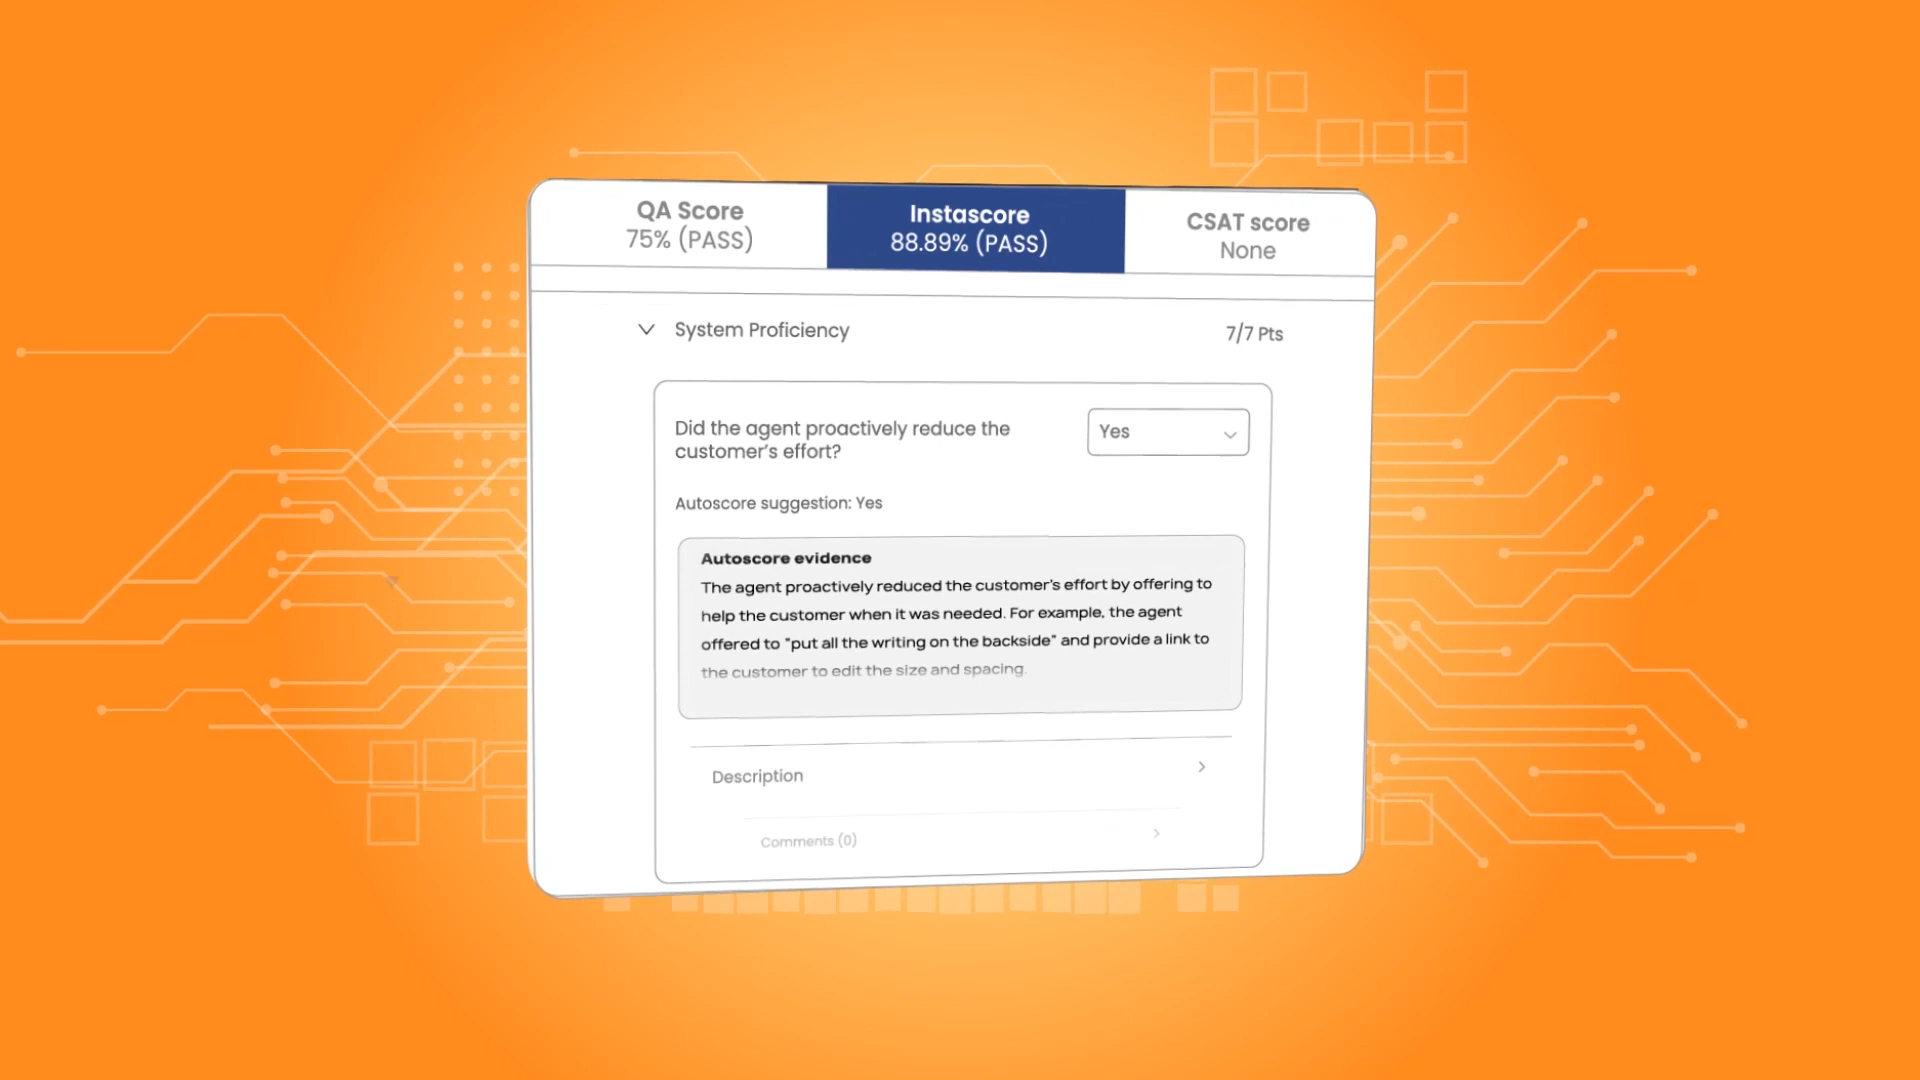 QA Score
75% (PASS)
Instascore
88.89% (PASS)
CSAT score
None
System Proficiency
7/7 Pts
Did the agent proactively reduce the
customer's effort?
Yes
Autoscore suggestion: Yes
Autoscore evidence
The agent proactively reduced the customer's effort by offering to
help the customer when it was needed. For example, the agent
offered to "put all the writing on the backside" and provide a link to
the customer to edit the size and spacing.
Description
Comments (0)